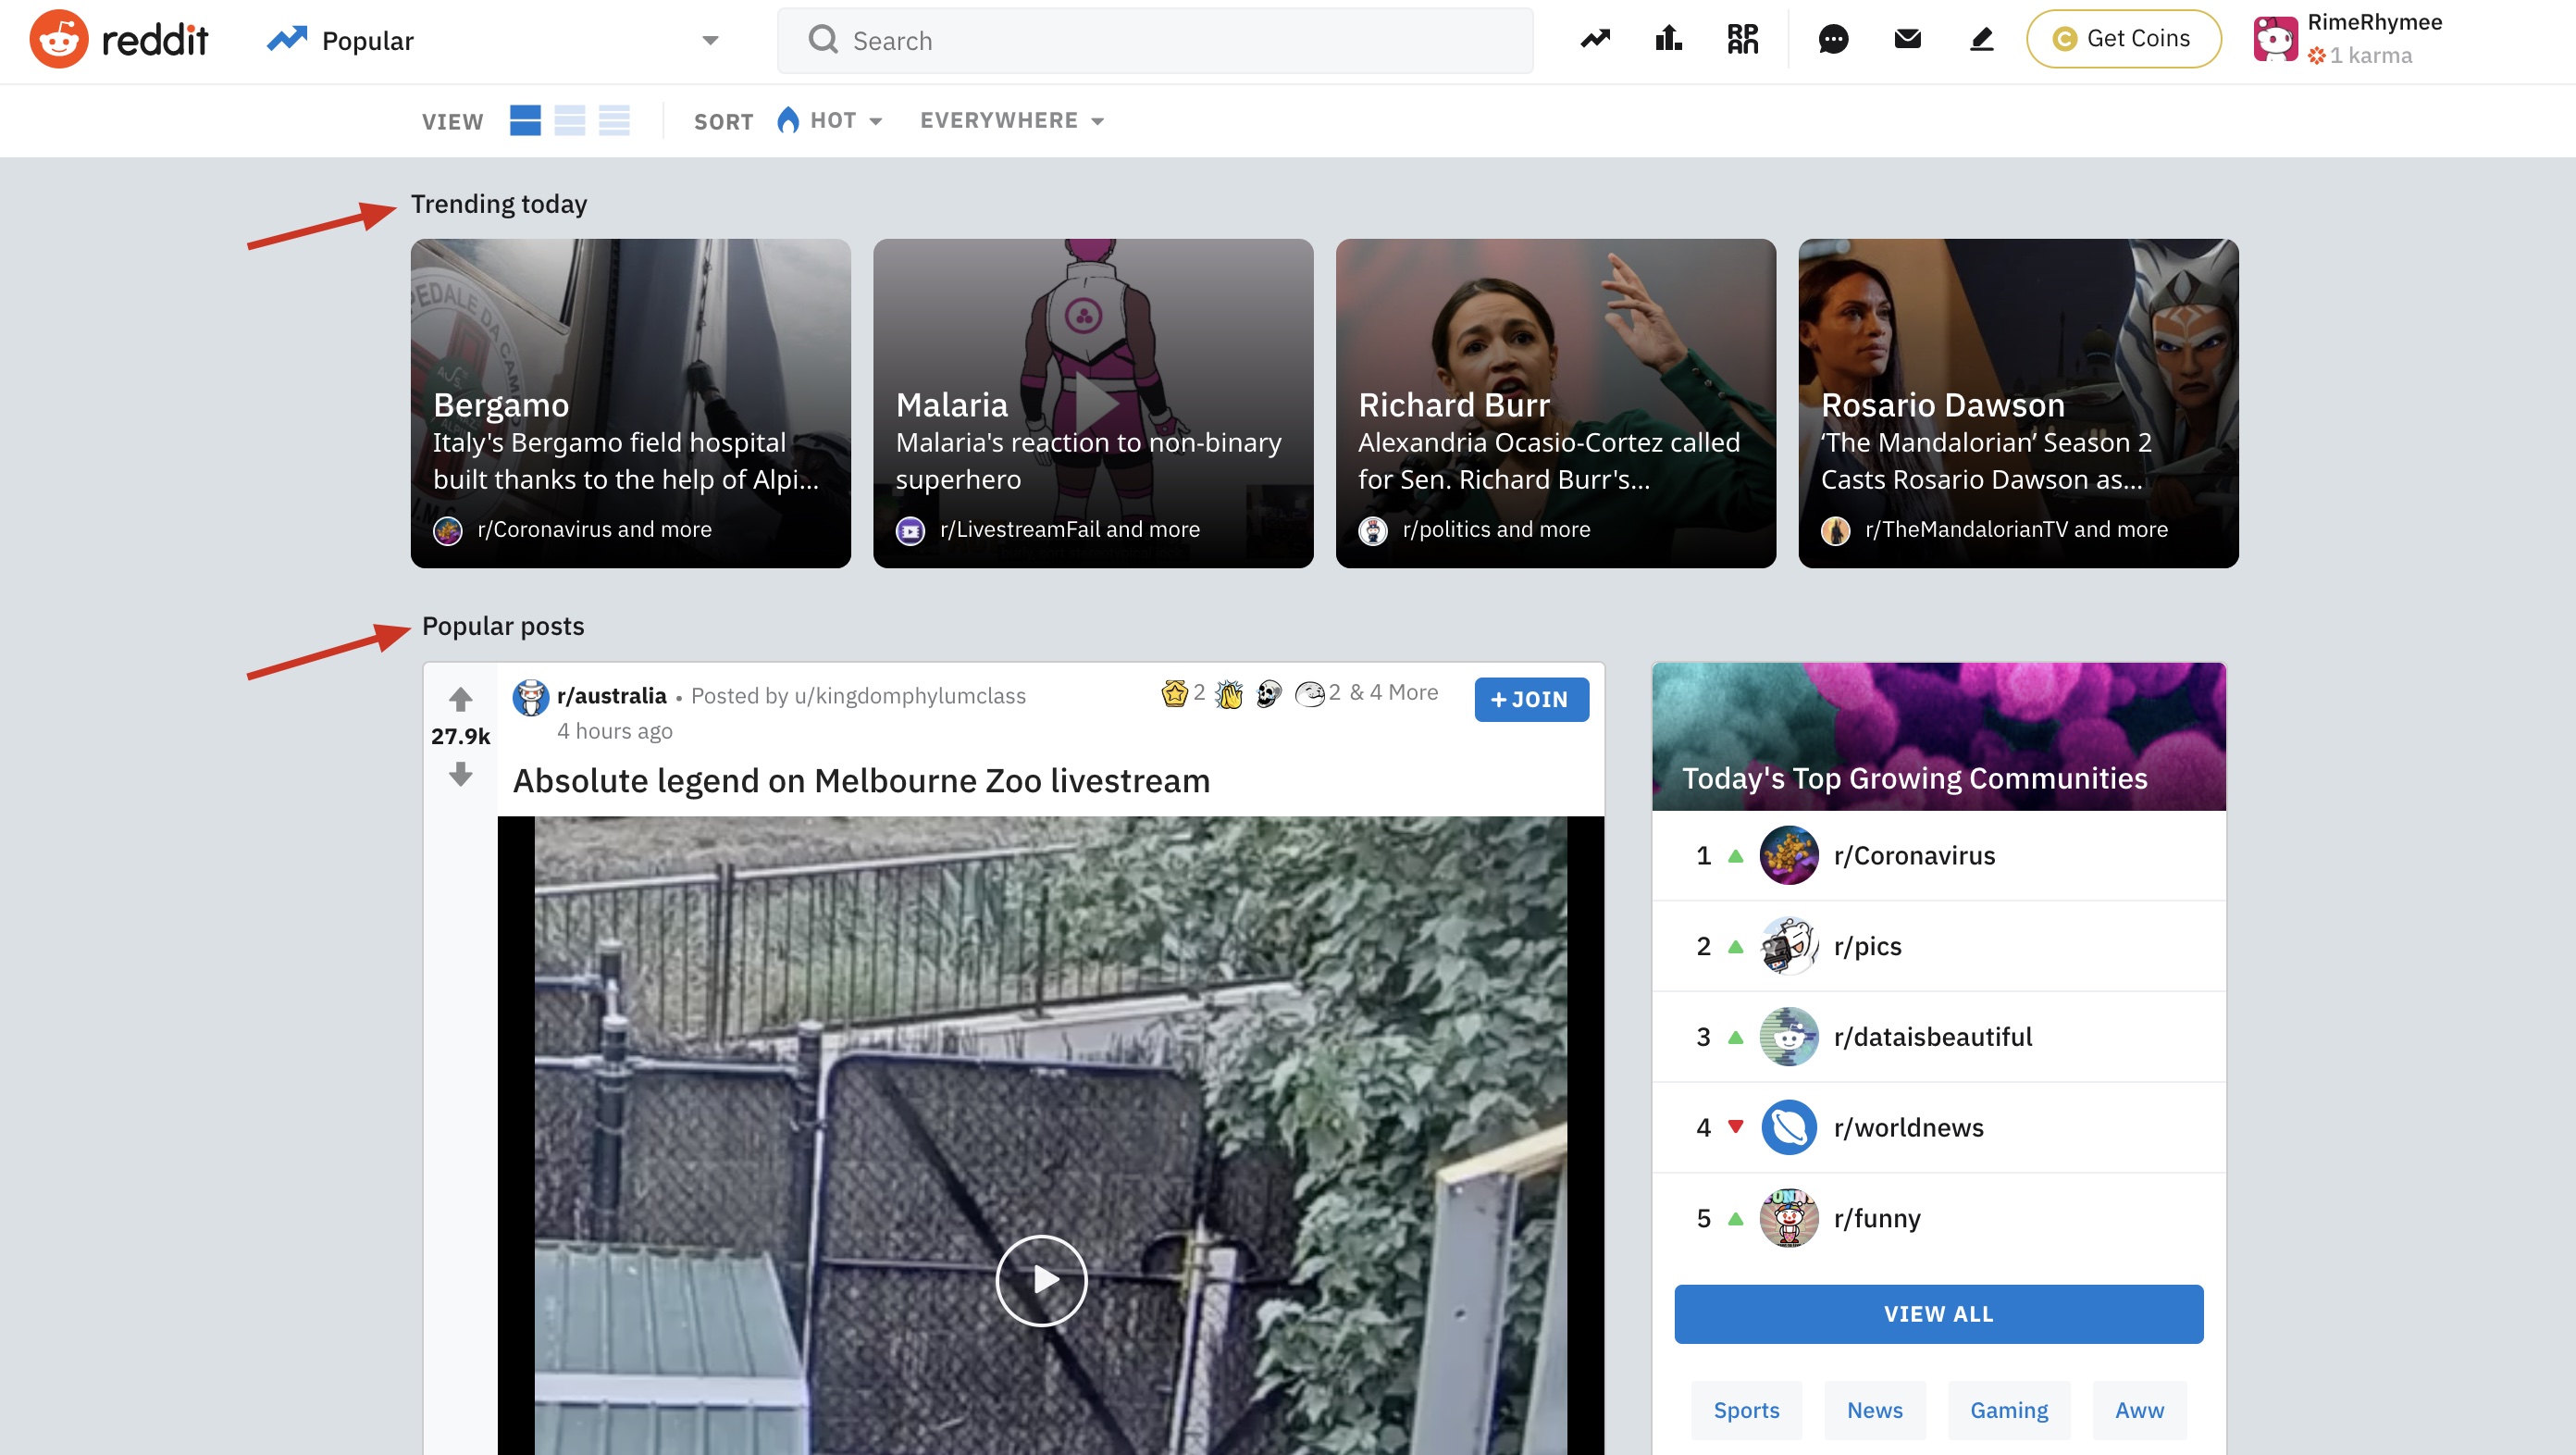 reddit
Popular
Search
RPAN
Get Coins
RimeRhymee
1 karma
VIEW
SORT
HOT
EVERYWHERE
Trending today
Bergamo
Italy's Bergamo field hospital
built thanks to the help of Alpi...
r/Coronavirus and more
Malaria
Malaria's reaction to non-binary
superhero
r/LivestreamFail and more
Richard Burr
Alexandria Ocasio-Cortez called
for Sen. Richard Burr's...
r/politics and more
Rosario Dawson
‘The Mandalorian’ Season 2
Casts Rosario Dawson as...
r/TheMandalorianTV and more
Popular posts
27.9k
r/australia • Posted by u/kingdomphylumclass
4 hours ago
2 2 & 4 More
+ JOIN
Absolute legend on Melbourne Zoo livestream
Today's Top Growing Communities
1 r/Coronavirus
2 r/pics
3 r/dataisbeautiful
4 r/worldnews
5 r/funny
VIEW ALL
Sports
News
Gaming
Aww